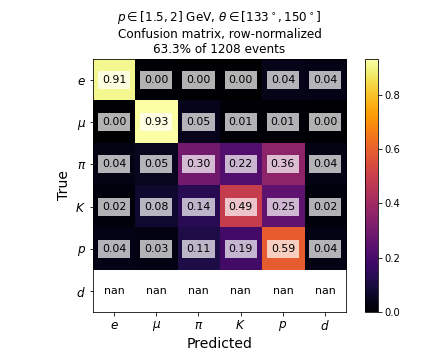 p ∈ [1.5, 2] GeV, θ ∈ [133°, 150°]
Confusion matrix, row-normalized
63.3% of 1208 events
e 0.91 0.00 0.00 0.00 0.04 0.04
μ 0.00 0.93 0.05 0.01 0.01 0.00
π 0.04 0.05 0.30 0.22 0.36 0.04
K 0.02 0.08 0.14 0.49 0.25 0.02
p 0.04 0.03 0.11 0.19 0.59 0.04
d nan nan nan nan nan nan
e μ π K p d
Predicted
True
0.8
0.6
0.4
0.2
0.0